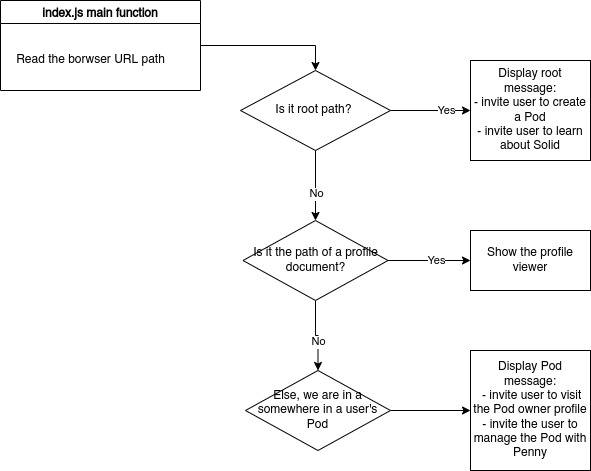 index.js main function
Read the borwser URL path
Is it root path?
Yes
Display root
message:
- invite user to create
a Pod
- invite user to learn
about Solid
No
Is it the path of a profile
document?
Yes
Show the profile
viewer
No
Else, we are in a
somewhere in a user's
Pod
Display Pod
message:
- invite user to visit
the Pod owner profile
- invite the user to
manage the Pod with
Penny